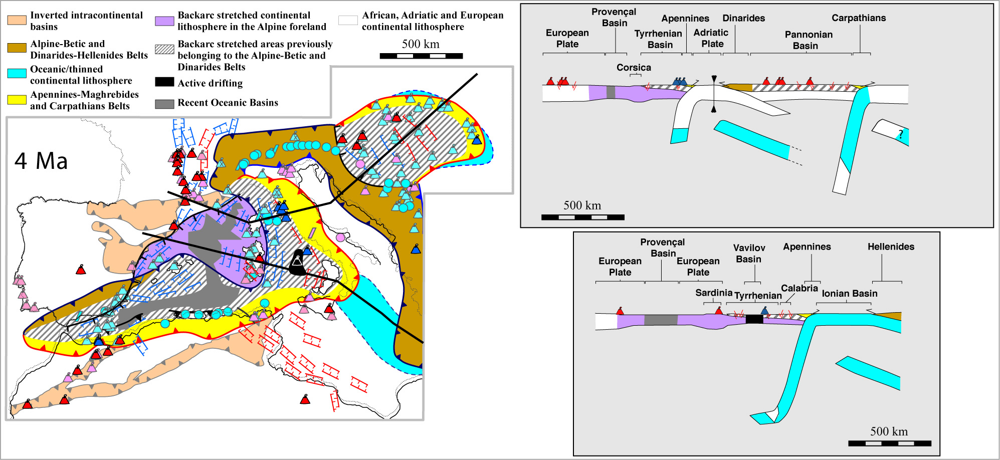 Inverted intracontinental
basins
Alpine-Betic and
Dinarides-Hellenides Belts
Oceanic/thinned
continental lithosphere
Apennines-Maghrebides
and Carpathians Belts
Backarc stretched continental
lithosphere in the Alpine foreland
Backarc stretched areas previously
belonging to the Alpine-Betic and
Dinarides Belts
Active drifting
Recent Oceanic Basins
African, Adriatic and European
continental lithosphere
500 km
4 Ma
Provençal
Basin
Apennines
Dinarides
Carpathians
European
Plate
Tyrrhenian
Basin
Adriatic
Plate
Pannonian
Basin
Corsica
?
500 km
Provençal
Basin
Vavilov
Basin
Apennines
Hellenides
European
Plate
European
Plate
Sardinia
Tyrrhenian
Calabria
Ionian Basin
500 km